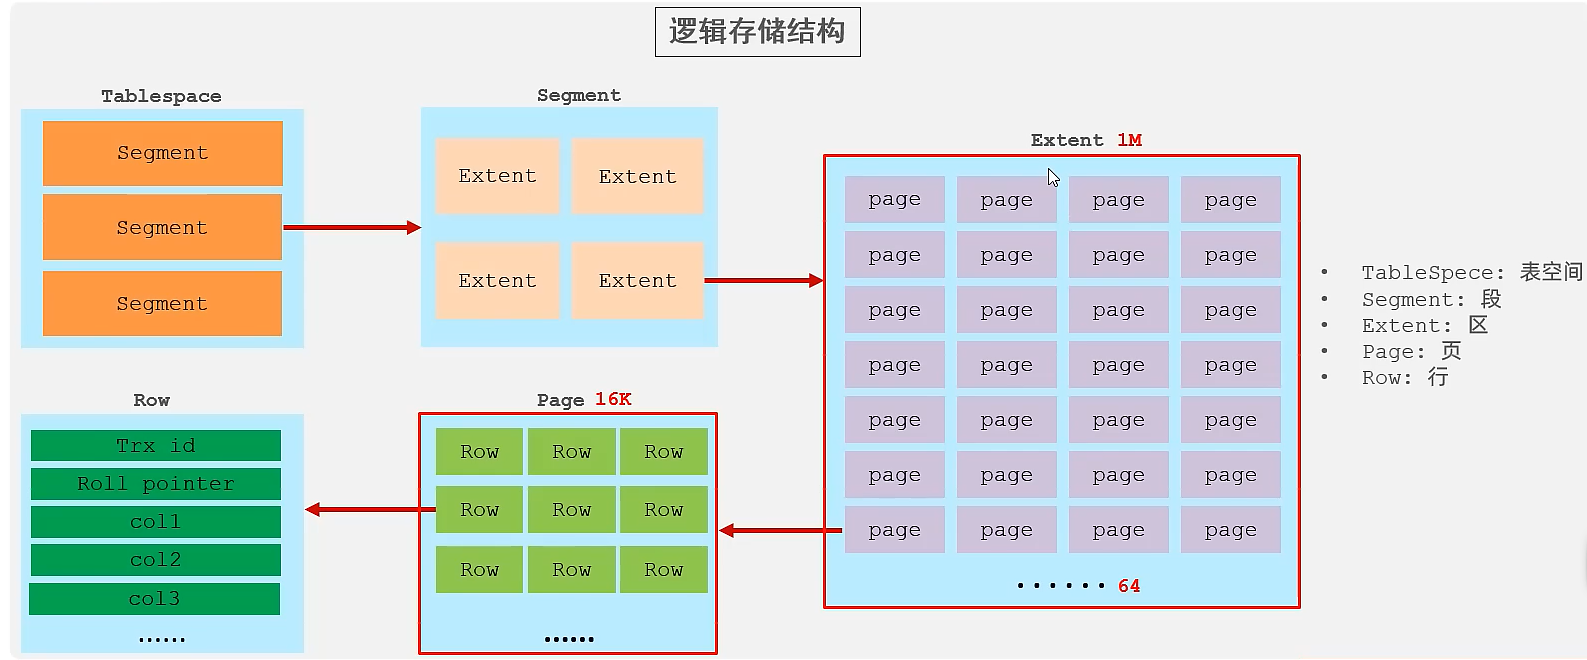 逻辑存储结构
Tablespace
Segment
Segment
Segment
Segment
Extent Extent
Extent Extent
Extent 1M
page page page page
page page page page
page page page page
page page page page
page page page page
page page page page
page page page page
······ 64
• TableSpece: 表空间
• Segment: 段
• Extent: 区
• Page: 页
• Row: 行
Row
Trx id
Roll pointer
col1
col2
col3
······
Page 16K
Row Row Row
Row Row Row
Row Row Row
······